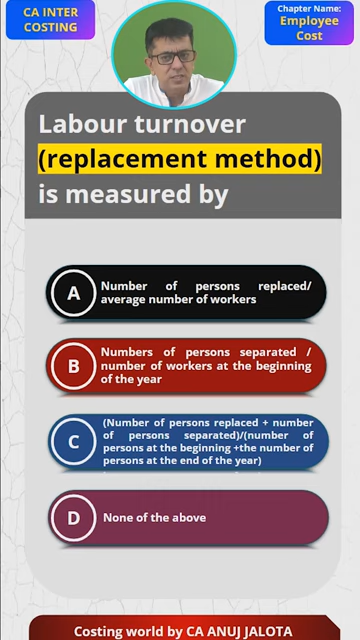 CA INTER
COSTING
Chapter Name:
Employee
Cost
Labour turnover
(replacement method)
is measured by
A
Number of persons replaced/
average number of workers
B
Numbers of persons separated /
number of workers at the beginning
of the year
C
(Number of persons replaced + number
of persons separated)/(number of
persons at the beginning +the number of
persons at the end of the year)
D
None of the above
Costing world by CA ANUJ JALOTA